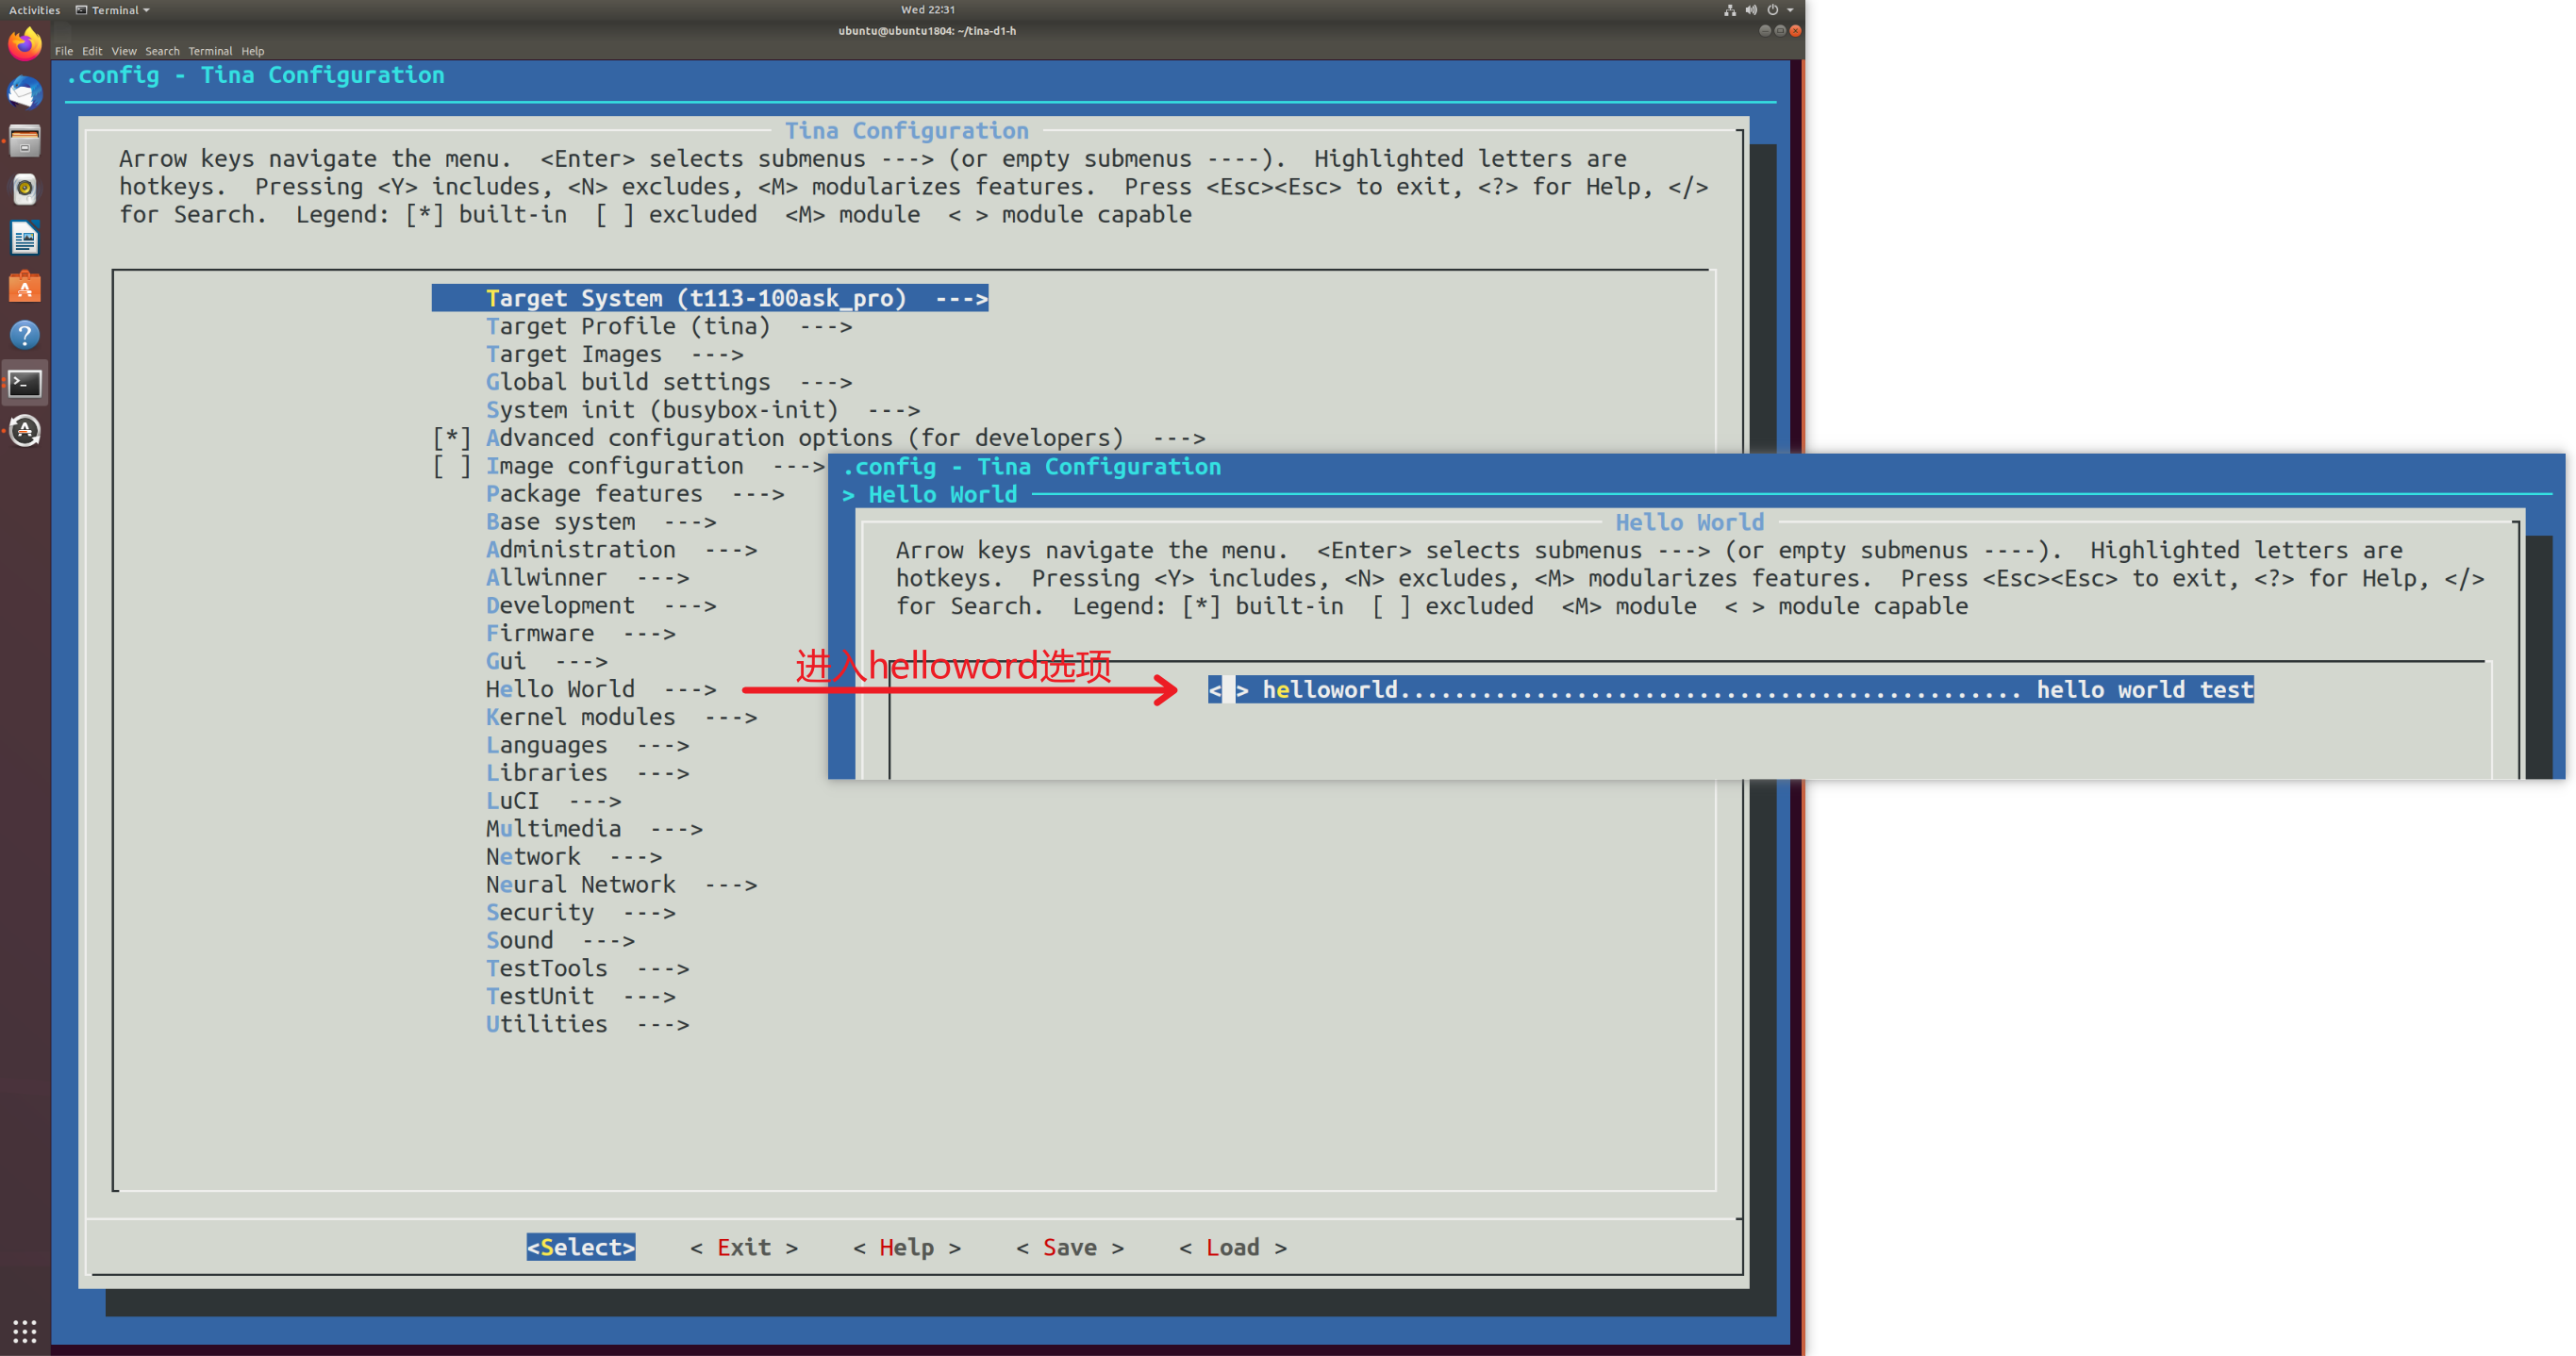 Activities Terminal
Wed 22:31
ubuntu@ubuntu1804: ~/tina-d1-h
File Edit View Search Terminal Help
.config - Tina Configuration
Tina Configuration
Arrow keys navigate the menu.  <Enter> selects submenus ---> (or empty submenus ----).  Highlighted letters are
hotkeys.  Pressing <Y> includes, <N> excludes, <M> modularizes features.  Press <Esc><Esc> to exit, <?> for Help, </>
for Search.  Legend: [*] built-in  [ ] excluded  <M> module  < > module capable
Target System (t113-100ask_pro)  --->
Target Profile (tina)  --->
Target Images  --->
Global build settings  --->
System init (busybox-init)  --->
[*] Advanced configuration options (for developers)  --->
[ ] Image configuration  --->
Package features  --->
Base system  --->
Administration  --->
Allwinner  --->
Development  --->
Firmware  --->
Gui  --->
Hello World  --->
Kernel modules  --->
Languages  --->
Libraries  --->
LuCI  --->
Multimedia  --->
Network  --->
Neural Network  --->
Security  --->
Sound  --->
TestTools  --->
TestUnit  --->
Utilities  --->
<Select>    < Exit >    < Help >    < Save >    < Load >
进入helloword选项
.config - Tina Configuration
> Hello World
Hello World
Arrow keys navigate the menu.  <Enter> selects submenus ---> (or empty submenus ----).  Highlighted letters are
hotkeys.  Pressing <Y> includes, <N> excludes, <M> modularizes features.  Press <Esc><Esc> to exit, <?> for Help, </>
for Search.  Legend: [*] built-in  [ ] excluded  <M> module  < > module capable
< > helloworld.............................................. hello world test